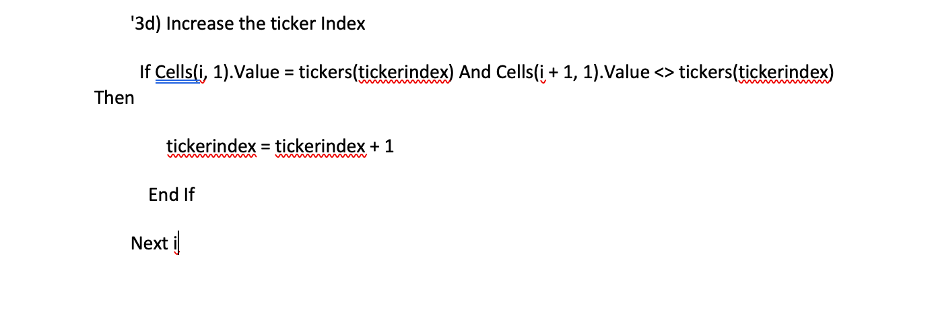 '3d) Increase the ticker Index
If Cells(i, 1).Value = tickers(tickerindex) And Cells(i + 1, 1).Value <> tickers(tickerindex)
Then
tickerindex = tickerindex + 1
End If
Next i